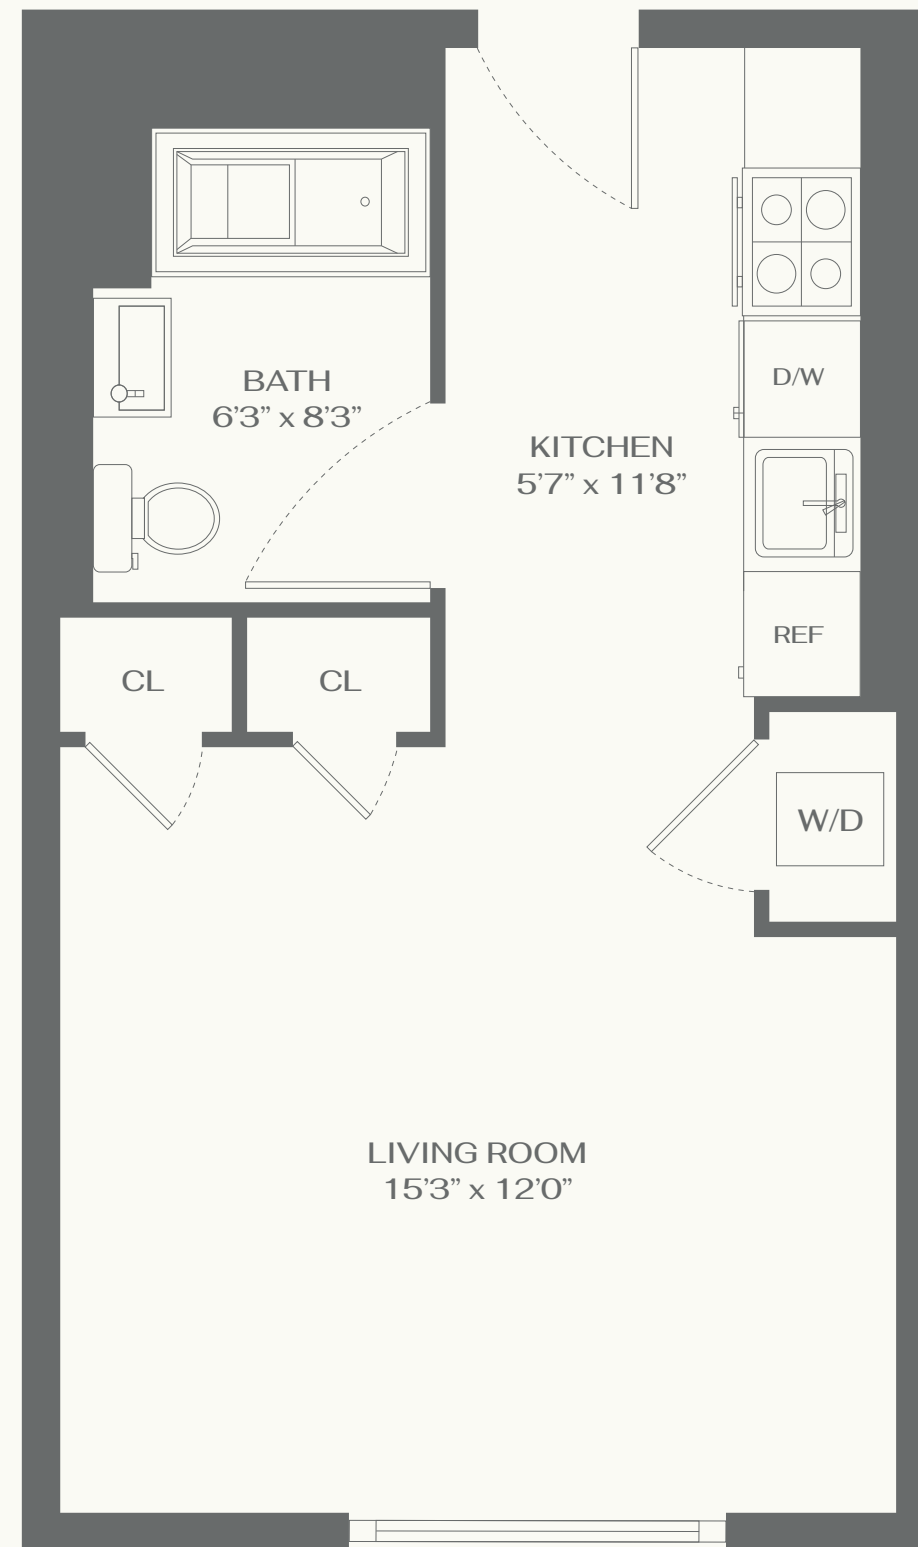 BATH
6’3” x 8’3”
KITCHEN
5’7” x 11’8”
D/W
REF
CL
CL
W/D
LIVING ROOM
15’3” x 12’0”